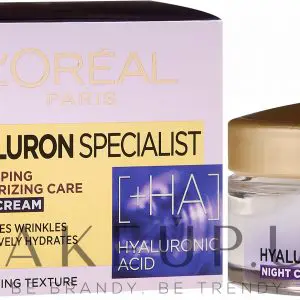 L'ORÉAL
PARIS
LURON SPECIALIST
PING
RIZING CARE
CREAM
ES WRINKLES
VELY HYDRATES
[+HA]
HYALURONIC
ACID
ING TEXTURE
HYALU
NIGHT C
MAKEUP.
BE BRANDY. BE TRENDY.